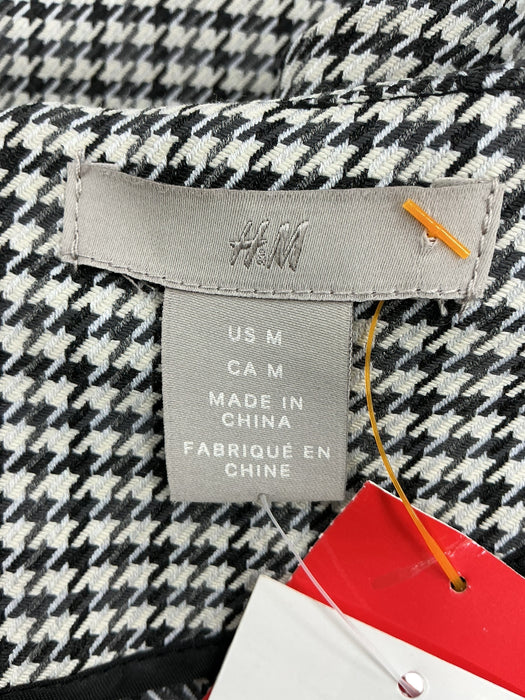 H&M
US M
CA M
MADE IN
CHINA
FABRIQUÉ EN
CHINE